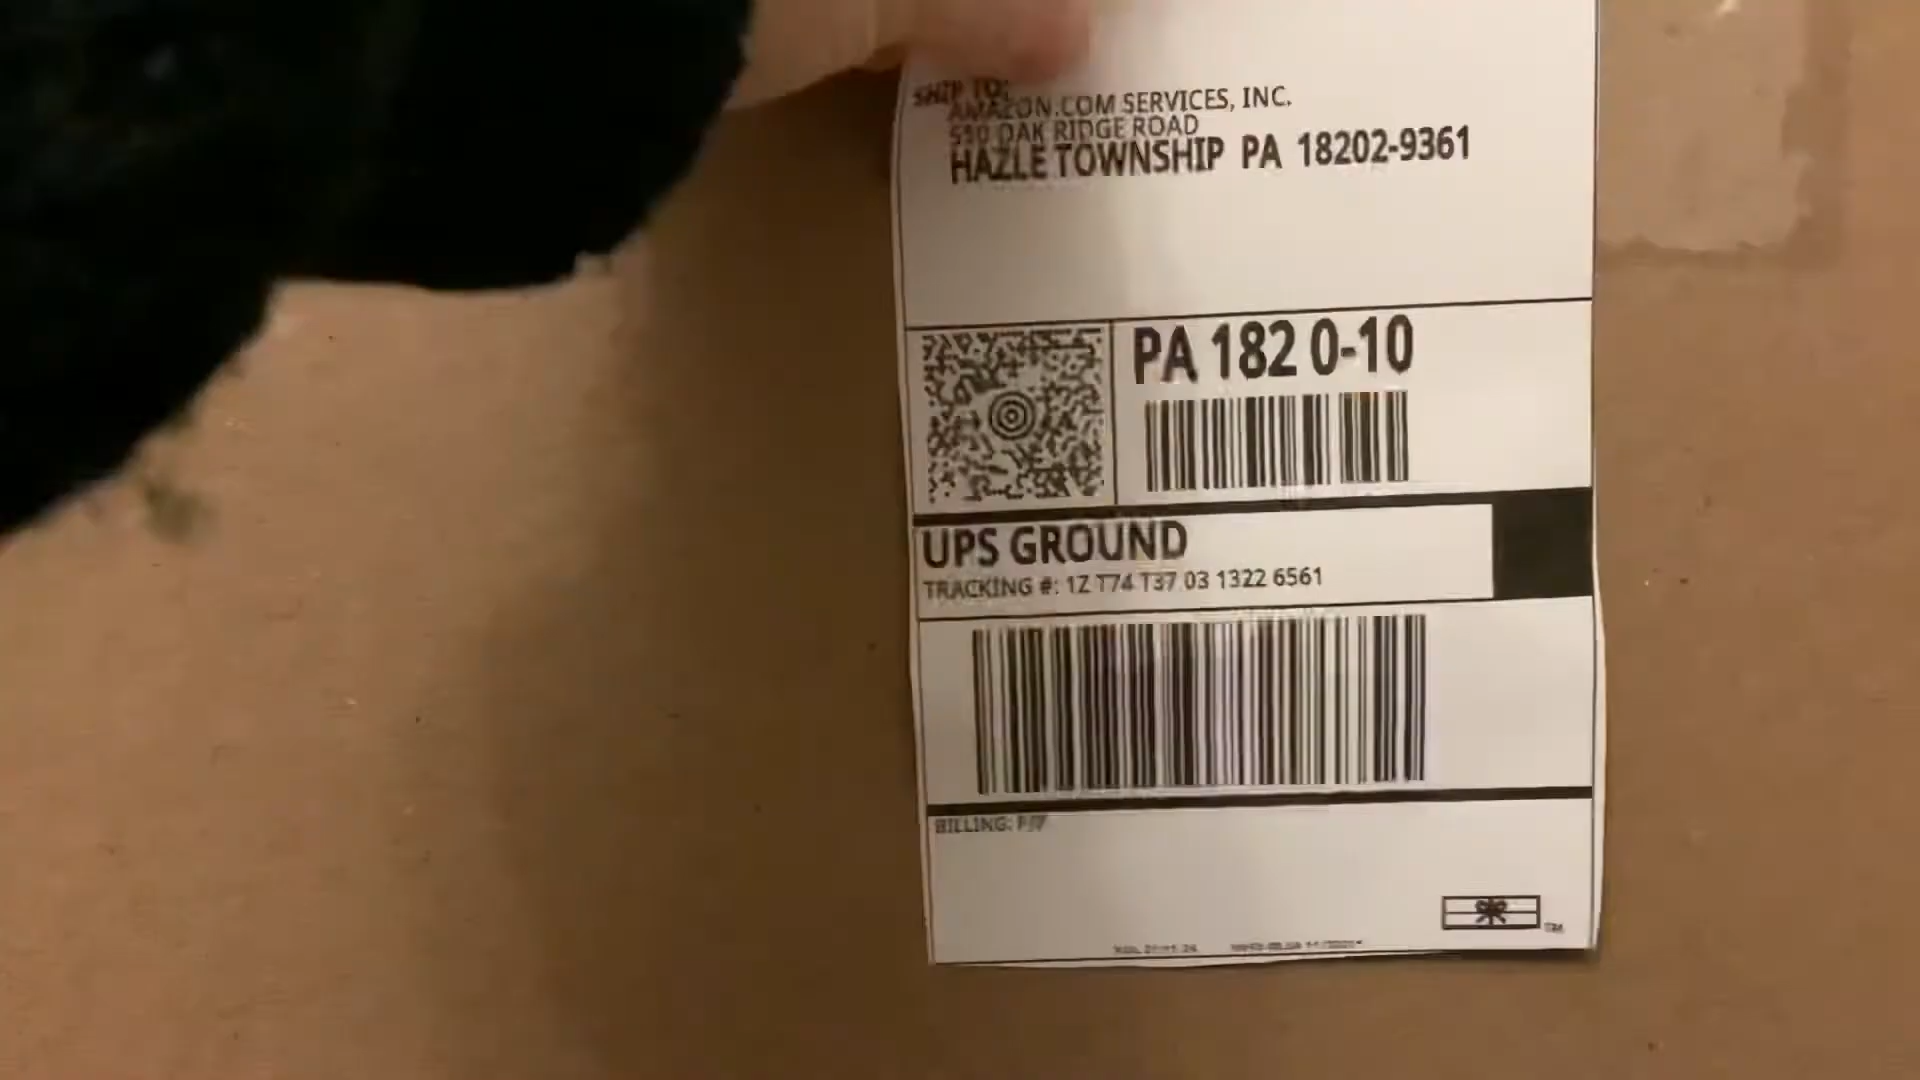 SHIP TO:
AMAZON.COM SERVICES, INC.
550 OAK RIDGE ROAD
HAZLE TOWNSHIP PA 18202-9361
PA 182 0-10
UPS GROUND
TRACKING #: 1Z T74 T37 03 1322 6561
BILLING: P/P
TM